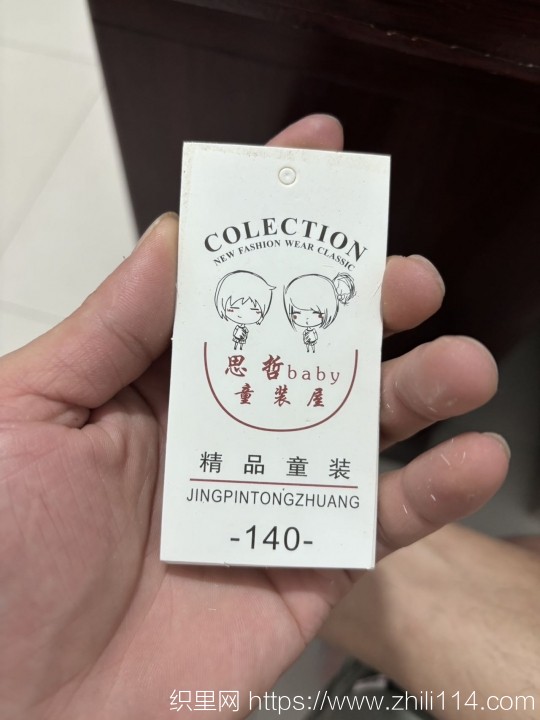 COLECTION
NEW FASHION WEAR CLASSIC
思哲baby
童装屋
精品童装
JINGPINTONGZHUANG
-140-
织里网 https://www.zhili114.com